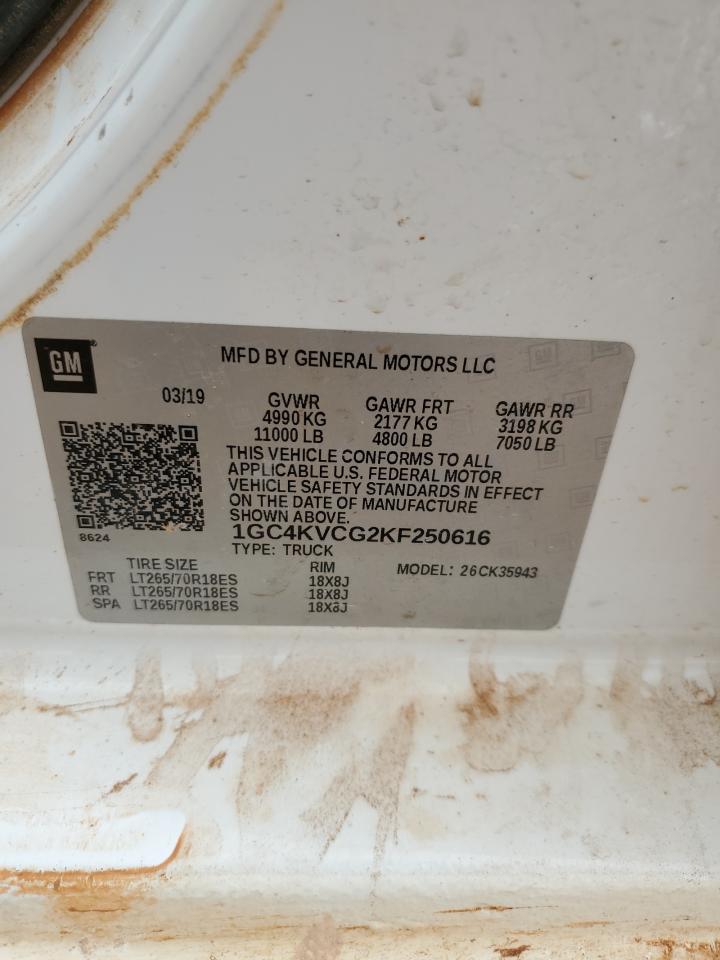 GM
MFD BY GENERAL MOTORS LLC
03/19
GVWR GAWR FRT GAWR RR
4990 KG 2177 KG 3198 KG
11000 LB 4800 LB 7050 LB
THIS VEHICLE CONFORMS TO ALL
APPLICABLE U.S. FEDERAL MOTOR
VEHICLE SAFETY STANDARDS IN EFFECT
ON THE DATE OF MANUFACTURE
SHOWN ABOVE.
8624
1GC4KVCG2KF250616
TYPE: TRUCK
TIRE SIZE RIM MODEL: 26CK35943
FRT LT265/70R18ES 18X8J
RR LT265/70R18ES 18X8J
SPA LT265/70R18ES 18X8J